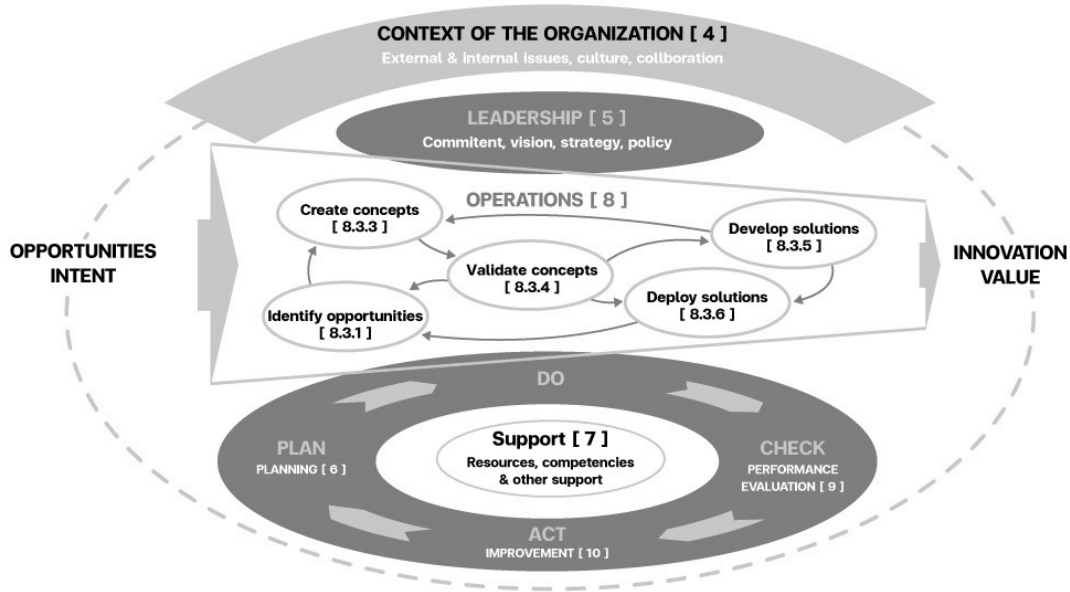 CONTEXT OF THE ORGANIZATION [ 4 ]
External & internal issues, culture, collboration
LEADERSHIP [ 5 ]
Commitent, vision, strategy, policy
OPERATIONS [ 8 ]
Create concepts
[ 8.3.3 ]
Develop solutions
[ 8.3.5 ]
OPPORTUNITIES
INTENT
Validate concepts
[ 8.3.4 ]
INNOVATION
VALUE
Identify opportunities
[ 8.3.1 ]
Deploy solutions
[ 8.3.6 ]
DO
PLAN
PLANNING [ 6 ]
Support [ 7 ]
Resources, competencies
& other support
CHECK
PERFORMANCE
EVALUATION [ 9 ]
ACT
IMPROVEMENT [ 10 ]